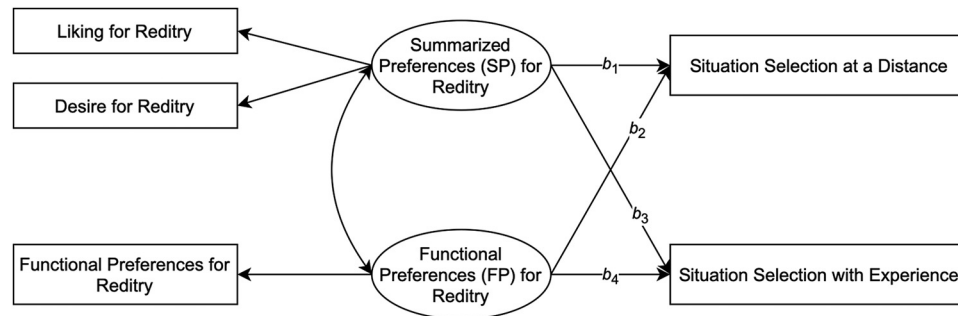 Liking for Reditry
Desire for Reditry
Functional Preferences for
Reditry
Summarized
Preferences (SP) for
Reditry
Functional
Preferences (FP) for
Reditry
b1
b2
b3
b4
Situation Selection at a Distance
Situation Selection with Experience